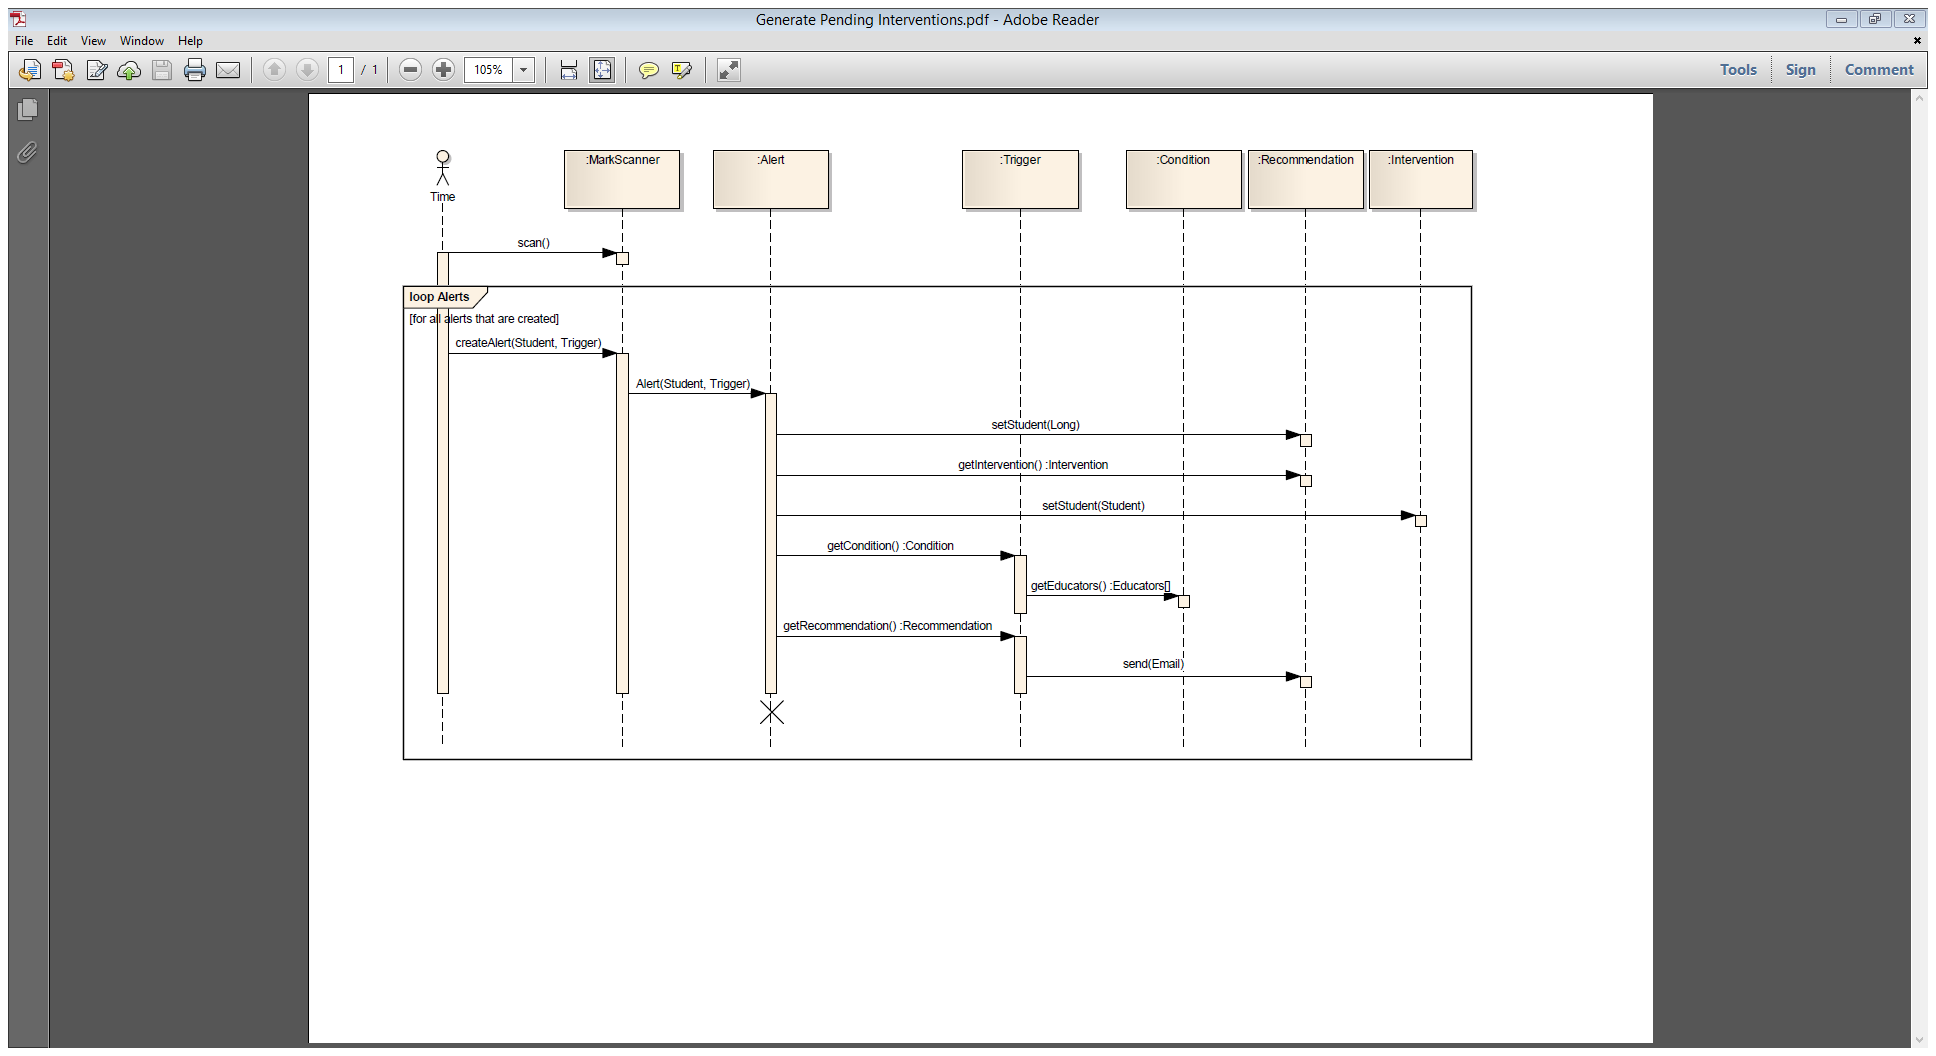 Generate Pending Interventions.pdf - Adobe Reader
File Edit View Window Help
1 / 1 105% Tools Sign Comment
:MarkScanner :Alert :Trigger :Condition :Recommendation :Intervention
Time
scan()
loop Alerts
[for all alerts that are created]
createAlert(Student, Trigger)
Alert(Student, Trigger)
setStudent(Long)
getIntervention() :Intervention
setStudent(Student)
getCondition() :Condition
getEducators() :Educators[]
getRecommendation() :Recommendation
send(Email)